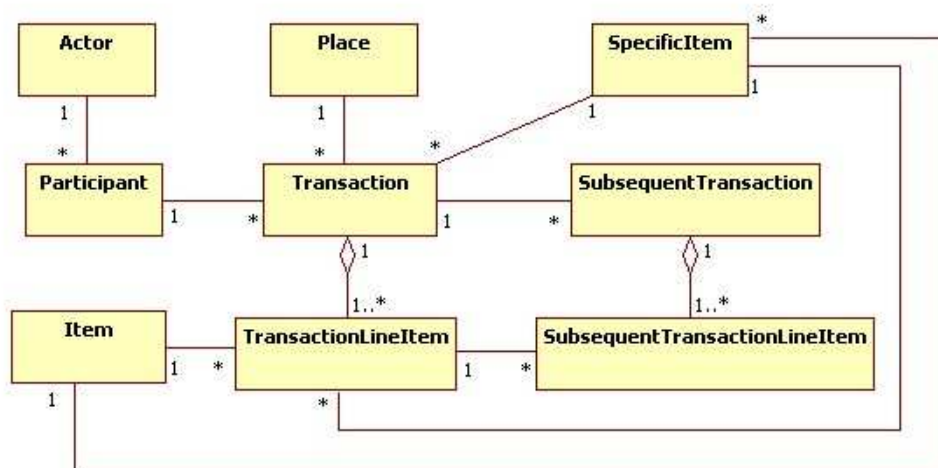 Actor
Place
SpecificItem
*
1
1
1
1
*
*
*
Participant
Transaction
SubsequentTransaction
1
*
1
*
1
1
1..*
1..*
Item
TransactionLineItem
SubsequentTransactionLineItem
1
*
1
*
1
*